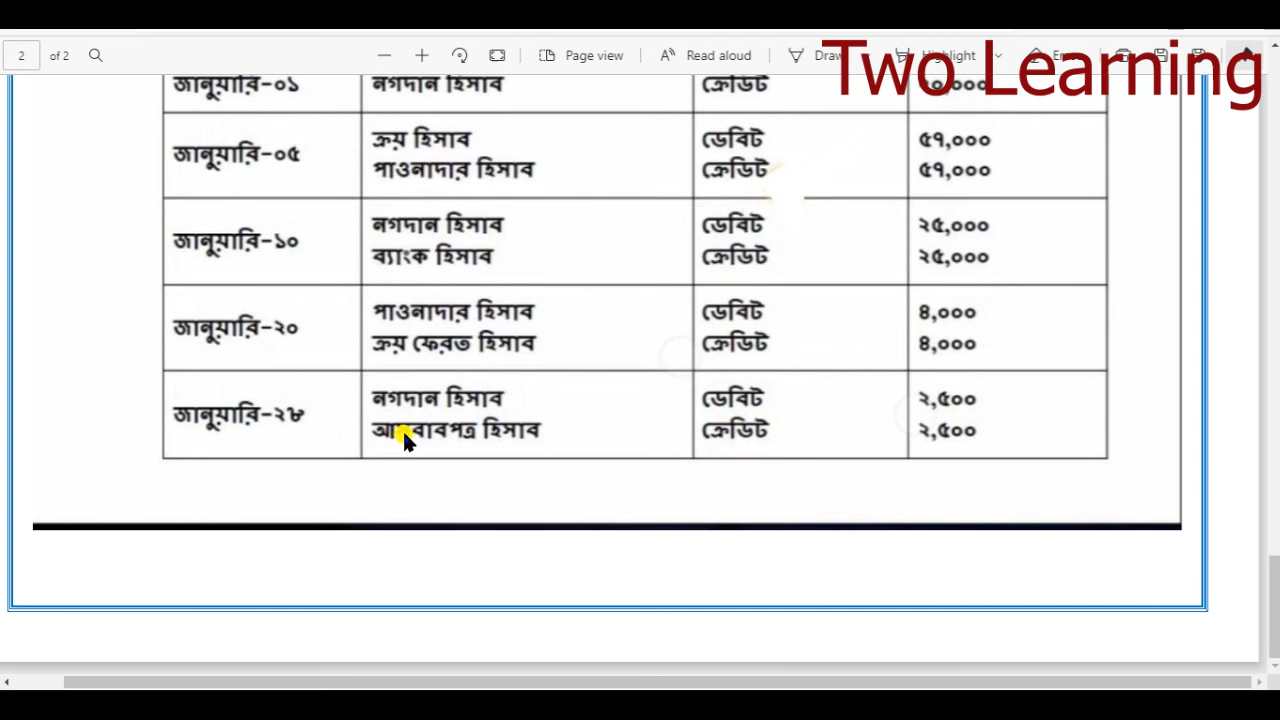 2 of 2 Page view Read aloud Draw Highlight
Two Learning
জানুয়ারি-০১ নগদান হিসাব ক্রেডিট
জানুয়ারি-০৫ ক্রয় হিসাব ডেবিট ৫৭,০০০
পাওনাদার হিসাব ক্রেডিট ৫৭,০০০
জানুয়ারি-১০ নগদান হিসাব ডেবিট ২৫,০০০
ব্যাংক হিসাব ক্রেডিট ২৫,০০০
জানুয়ারি-২০ পাওনাদার হিসাব ডেবিট ৪,০০০
ক্রয় ফেরত হিসাব ক্রেডিট ৪,০০০
জানুয়ারি-২৮ নগদান হিসাব ডেবিট ২,৫০০
আসবাবপত্র হিসাব ক্রেডিট ২,৫০০